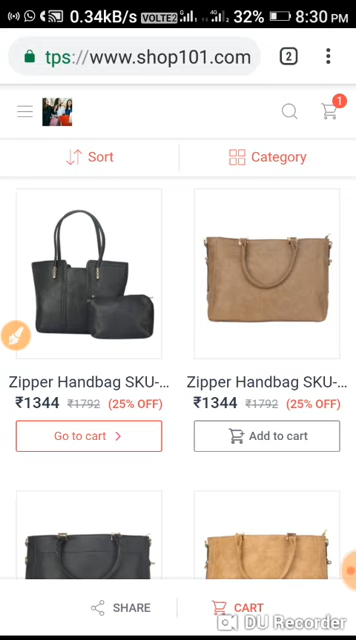 0.34kB/s VOLTE2 4G 32% 8:30 PM
tps://www.shop101.com 2
1
Sort Category
Zipper Handbag SKU-... Zipper Handbag SKU-...
₹1344 ₹1792 (25% OFF) ₹1344 ₹1792 (25% OFF)
Go to cart Add to cart
SHARE CART
DU Recorder